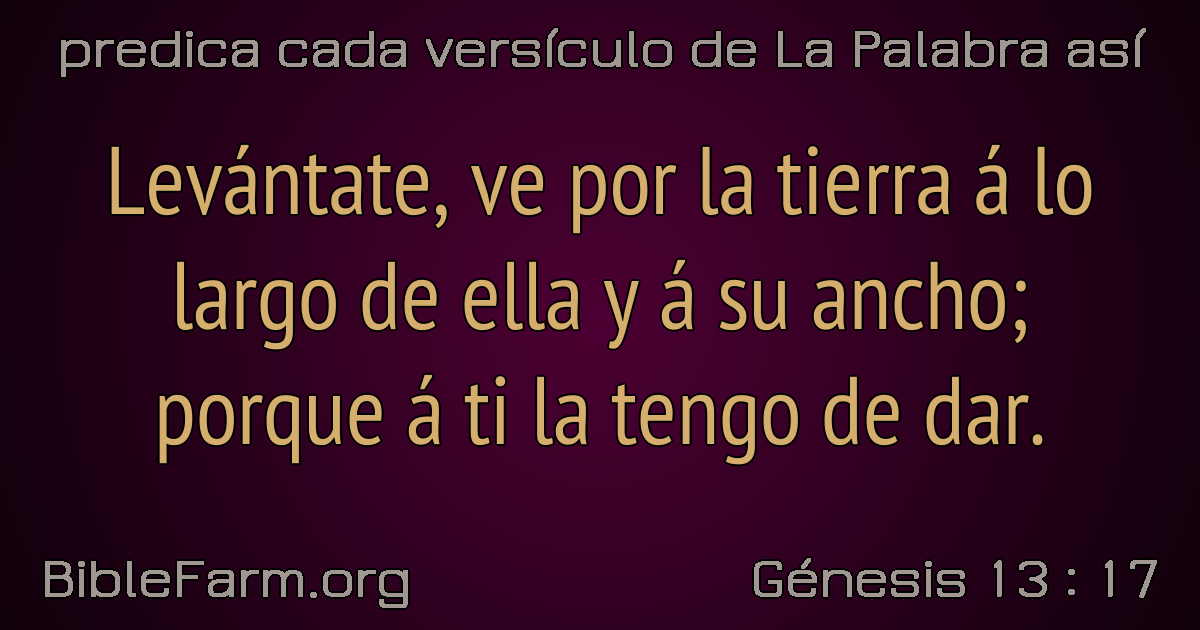 predica cada versículo de La Palabra así
Levántate, ve por la tierra á lo
largo de ella y á su ancho;
porque á ti la tengo de dar.
BibleFarm.org
Génesis 13 : 17